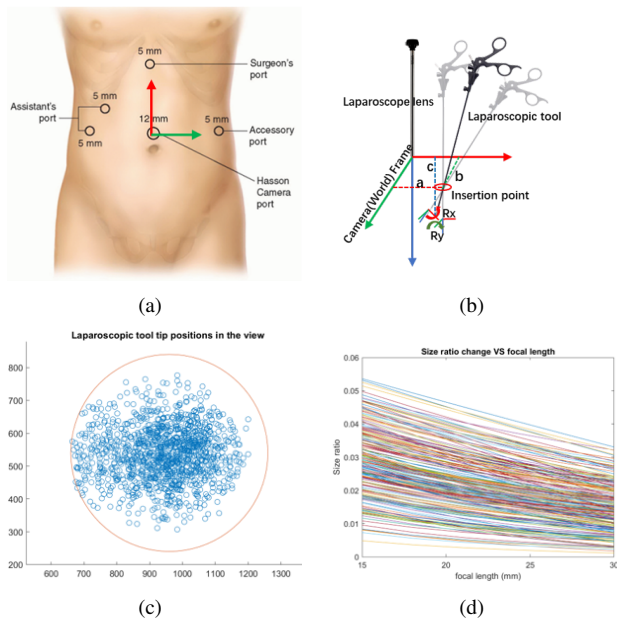 5 mm
Surgeon's
port
Assistant's
port
5 mm
5 mm
12 mm
5 mm
Accessory
port
Hasson
Camera
port
(a)
Laparoscope lens
Laparoscopic tool
Camera(World) Frame
c
a
b
Insertion point
Rx
Ry
(b)
Laparoscopic tool tip positions in the view
800
700
600
500
400
300
200
600 700 800 900 1000 1100 1200 1300
(c)
Size ratio change VS focal length
Size ratio
0.06
0.05
0.04
0.03
0.02
0.01
0
15 20 25 30
focal length (mm)
(d)